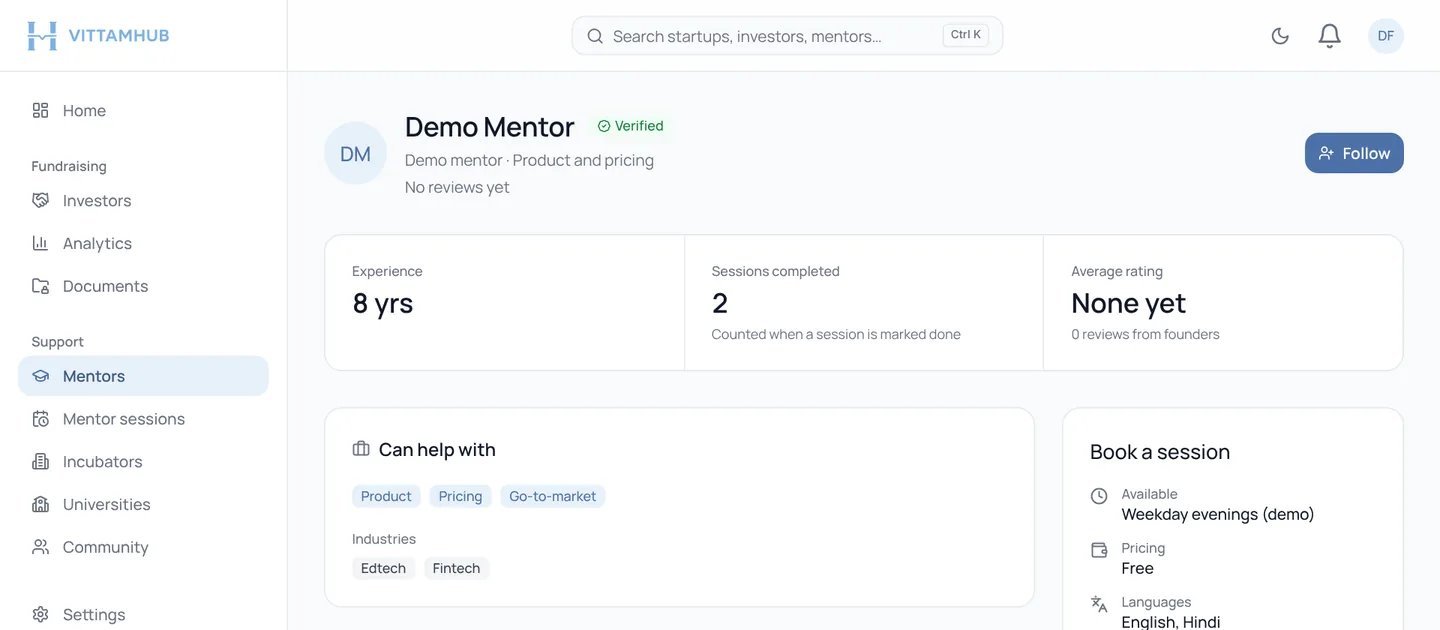 VITTAMHUB
Search startups, investors, mentors...
Ctrl K
DF
Home
Fundraising
Investors
Analytics
Documents
Support
Mentors
Mentor sessions
Incubators
Universities
Community
Settings
DM
Demo Mentor
Verified
Demo mentor · Product and pricing
No reviews yet
Follow
Experience
8 yrs
Sessions completed
2
Counted when a session is marked done
Average rating
None yet
0 reviews from founders
Can help with
Product Pricing Go-to-market
Industries
Edtech Fintech
Book a session
Available
Weekday evenings (demo)
Pricing
Free
Languages
English, Hindi